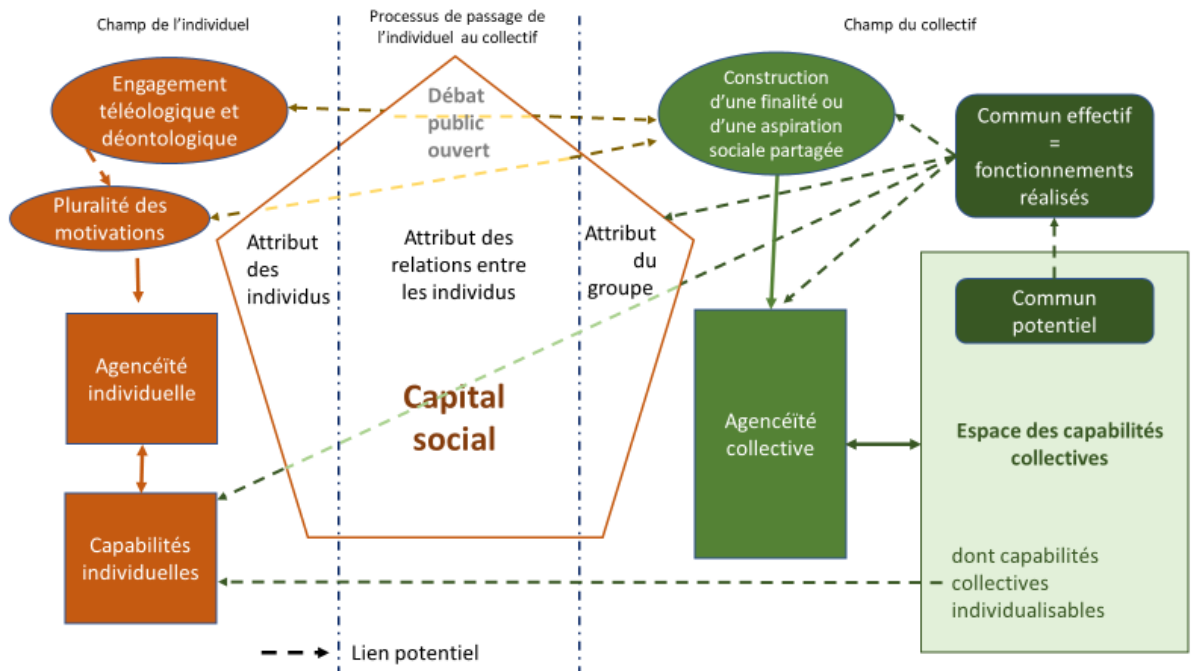 Champ de l'individuel
Processus de passage de
l'individuel au collectif
Champ du collectif
Engagement
téléologique et
déontologique
Débat
public
ouvert
Construction
d'une finalité ou
d'une aspiration
sociale partagée
Commun effectif
=
fonctionnements
réalisés
Pluralité des
motivations
Attribut
des
individus
Attribut des
relations entre
les individus
Attribut
du
groupe
Commun
potentiel
Agencéïté
individuelle
Capital
social
Agencéïté
collective
Espace des capabilités
collectives
Capabilités
individuelles
dont capabilités
collectives
individualisables
Lien potentiel